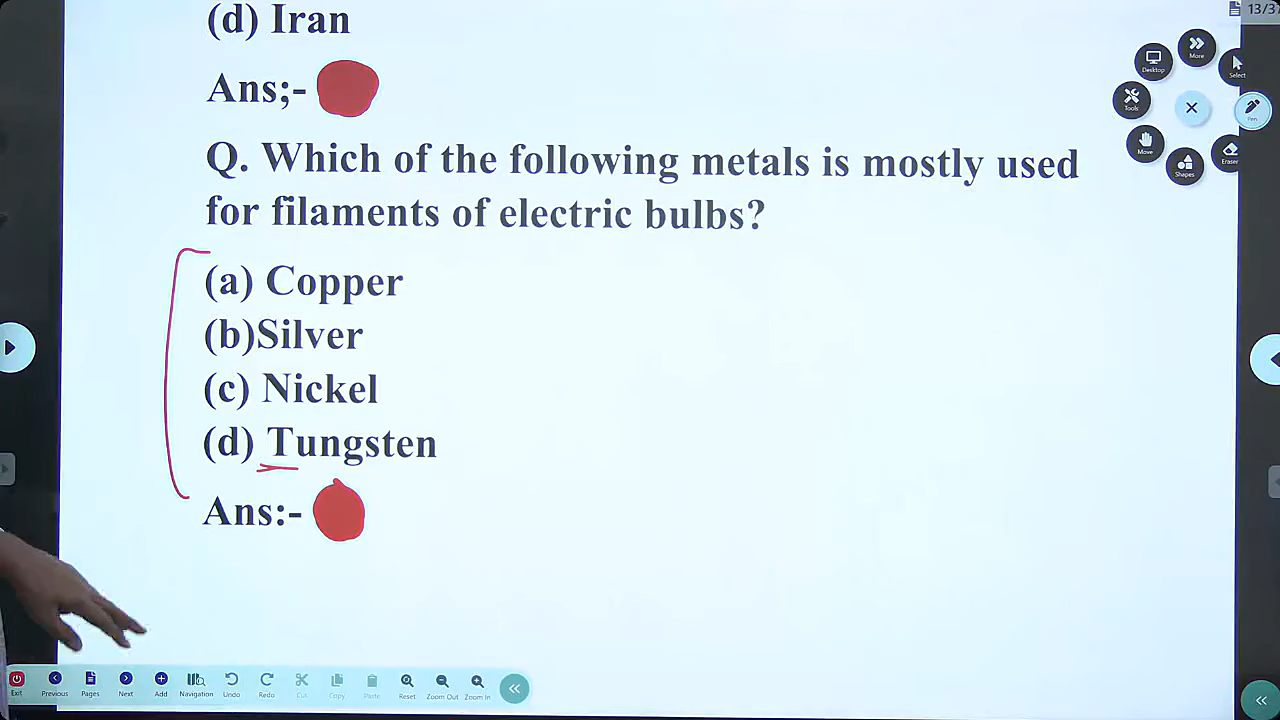 (d) Iran
13/3
Ans;-
More
Desktop
Select
Tools
Pen
Q. Which of the following metals is mostly used
Move
Shapes
Eraser
for filaments of electric bulbs?
(a) Copper
(b)Silver
(c) Nickel
(d) Tungsten
Ans:-
Exit Previous Pages Next Add Navigation Undo Redo Cut Copy Paste Reset Zoom Out Zoom In